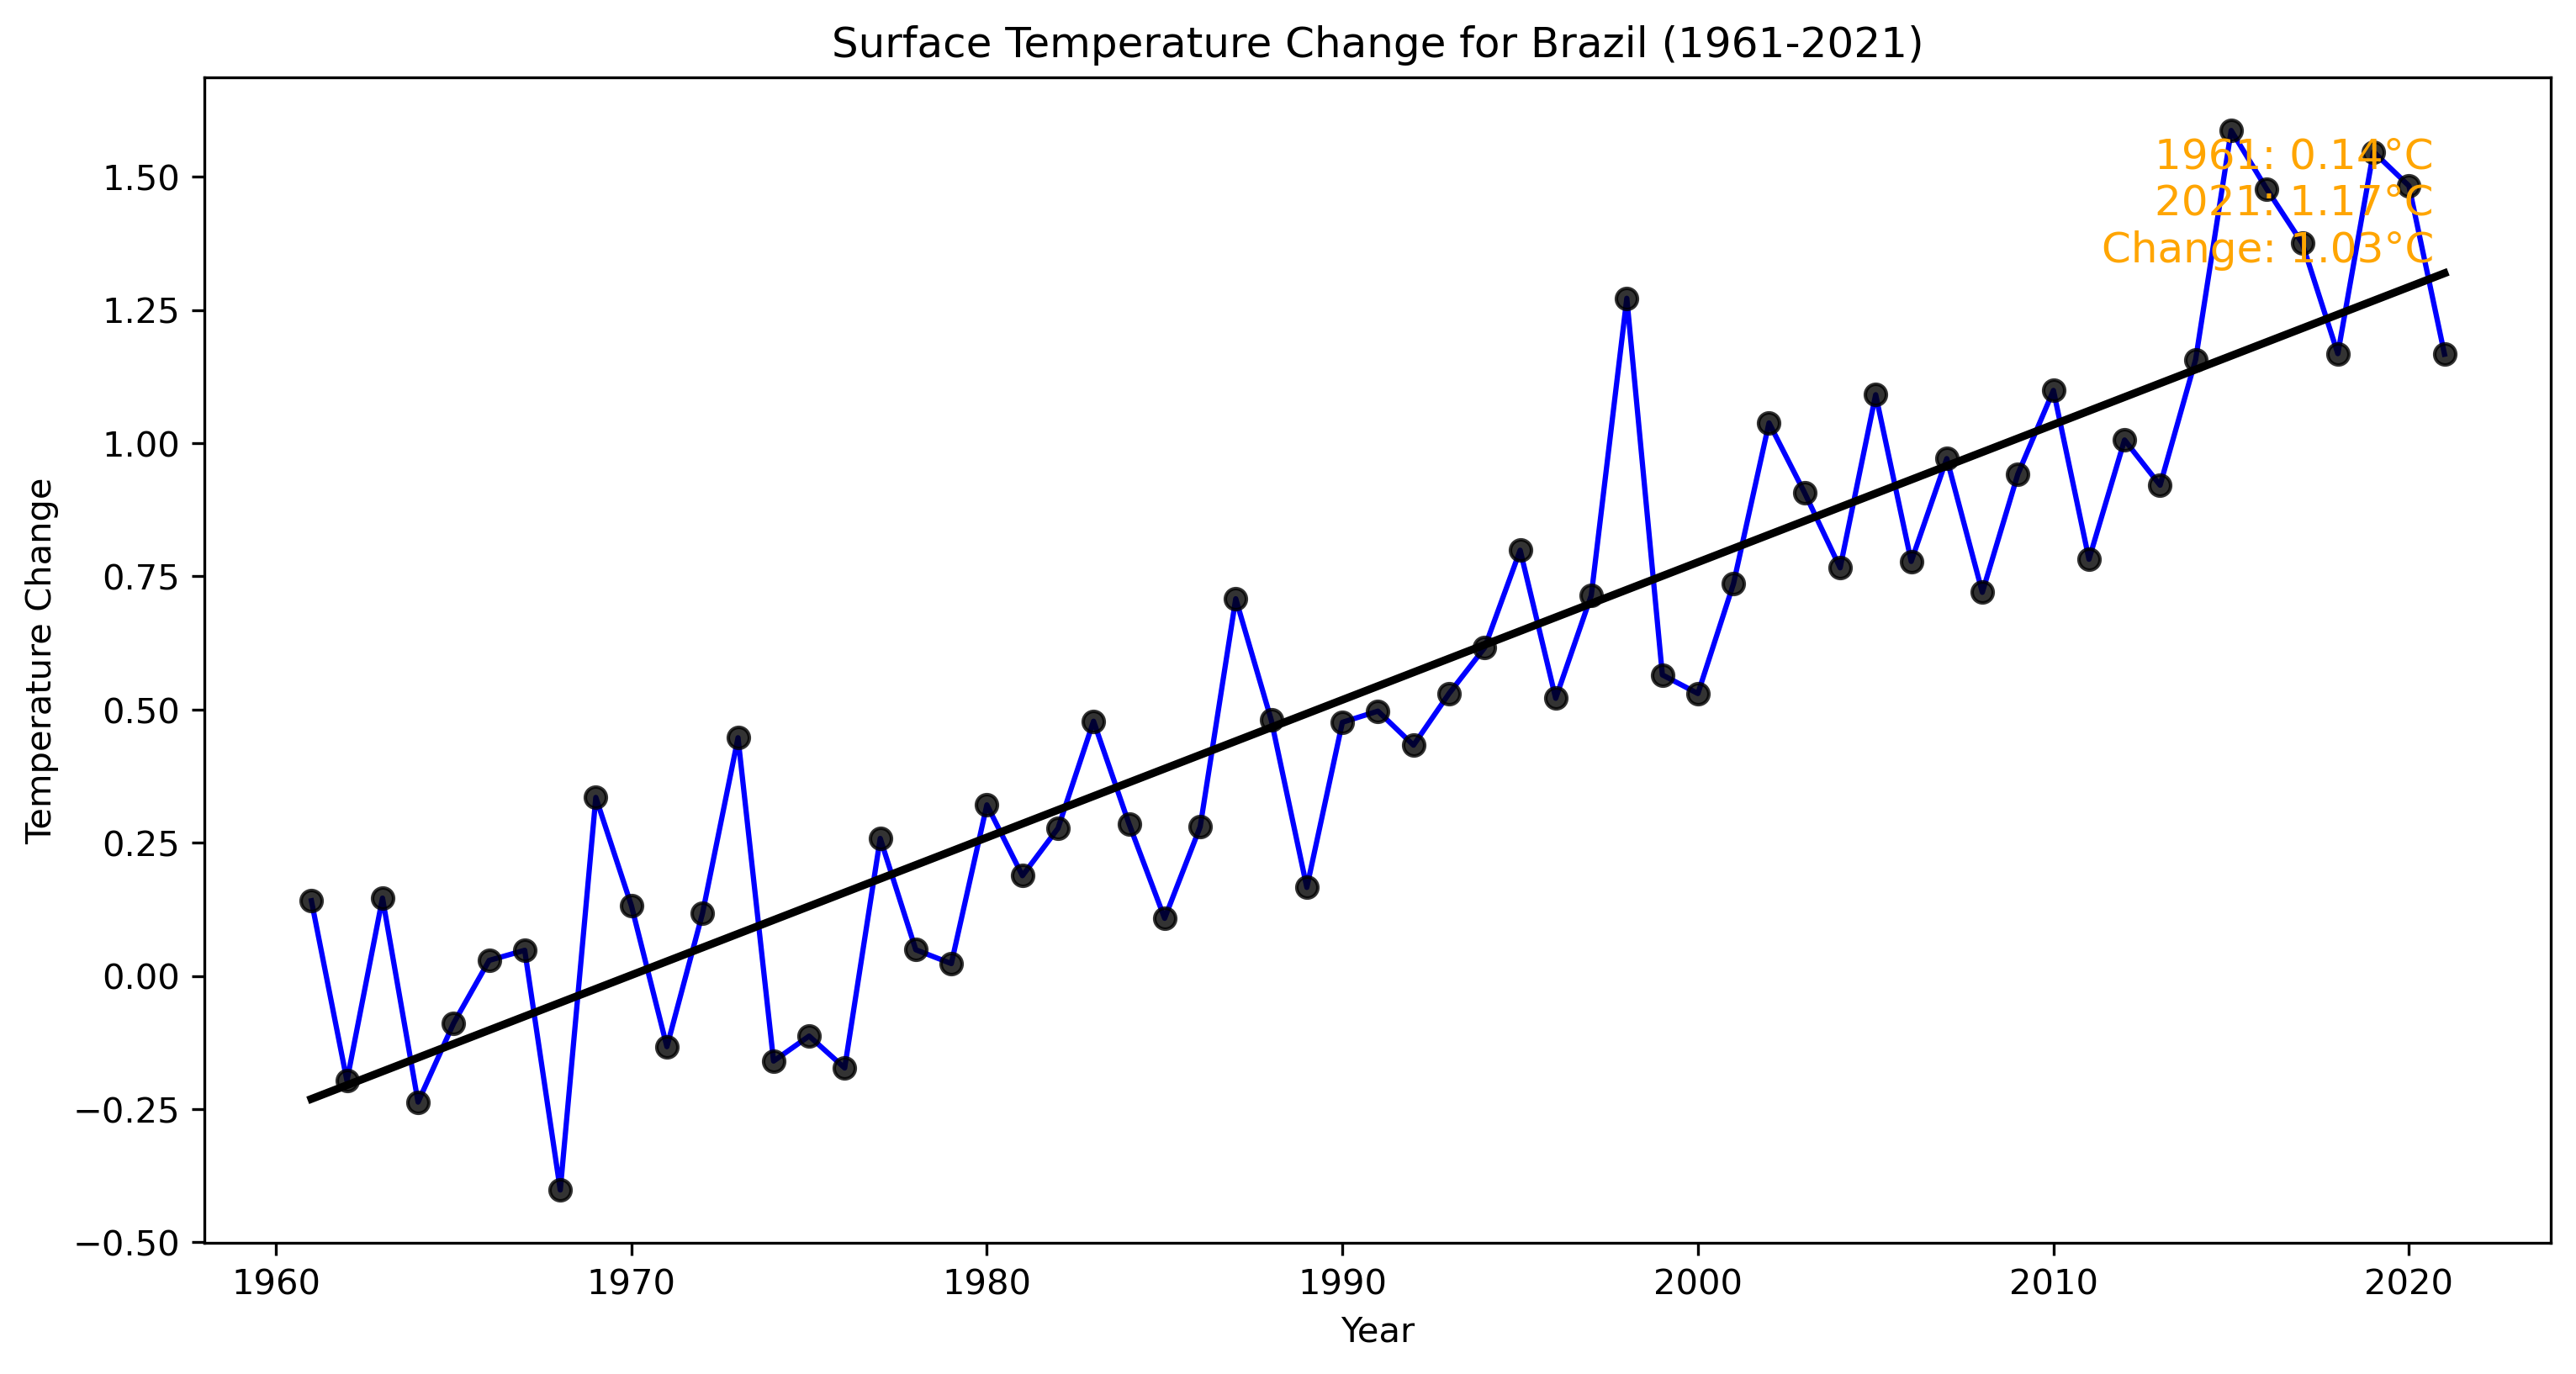 Surface Temperature Change for Brazil (1961-2021)
1961: 0.14°C
2021: 1.17°C
Change: 1.03°C
Temperature Change
1.50
1.25
1.00
0.75
0.50
0.25
0.00
−0.25
−0.50
1960 1970 1980 1990 2000 2010 2020
Year